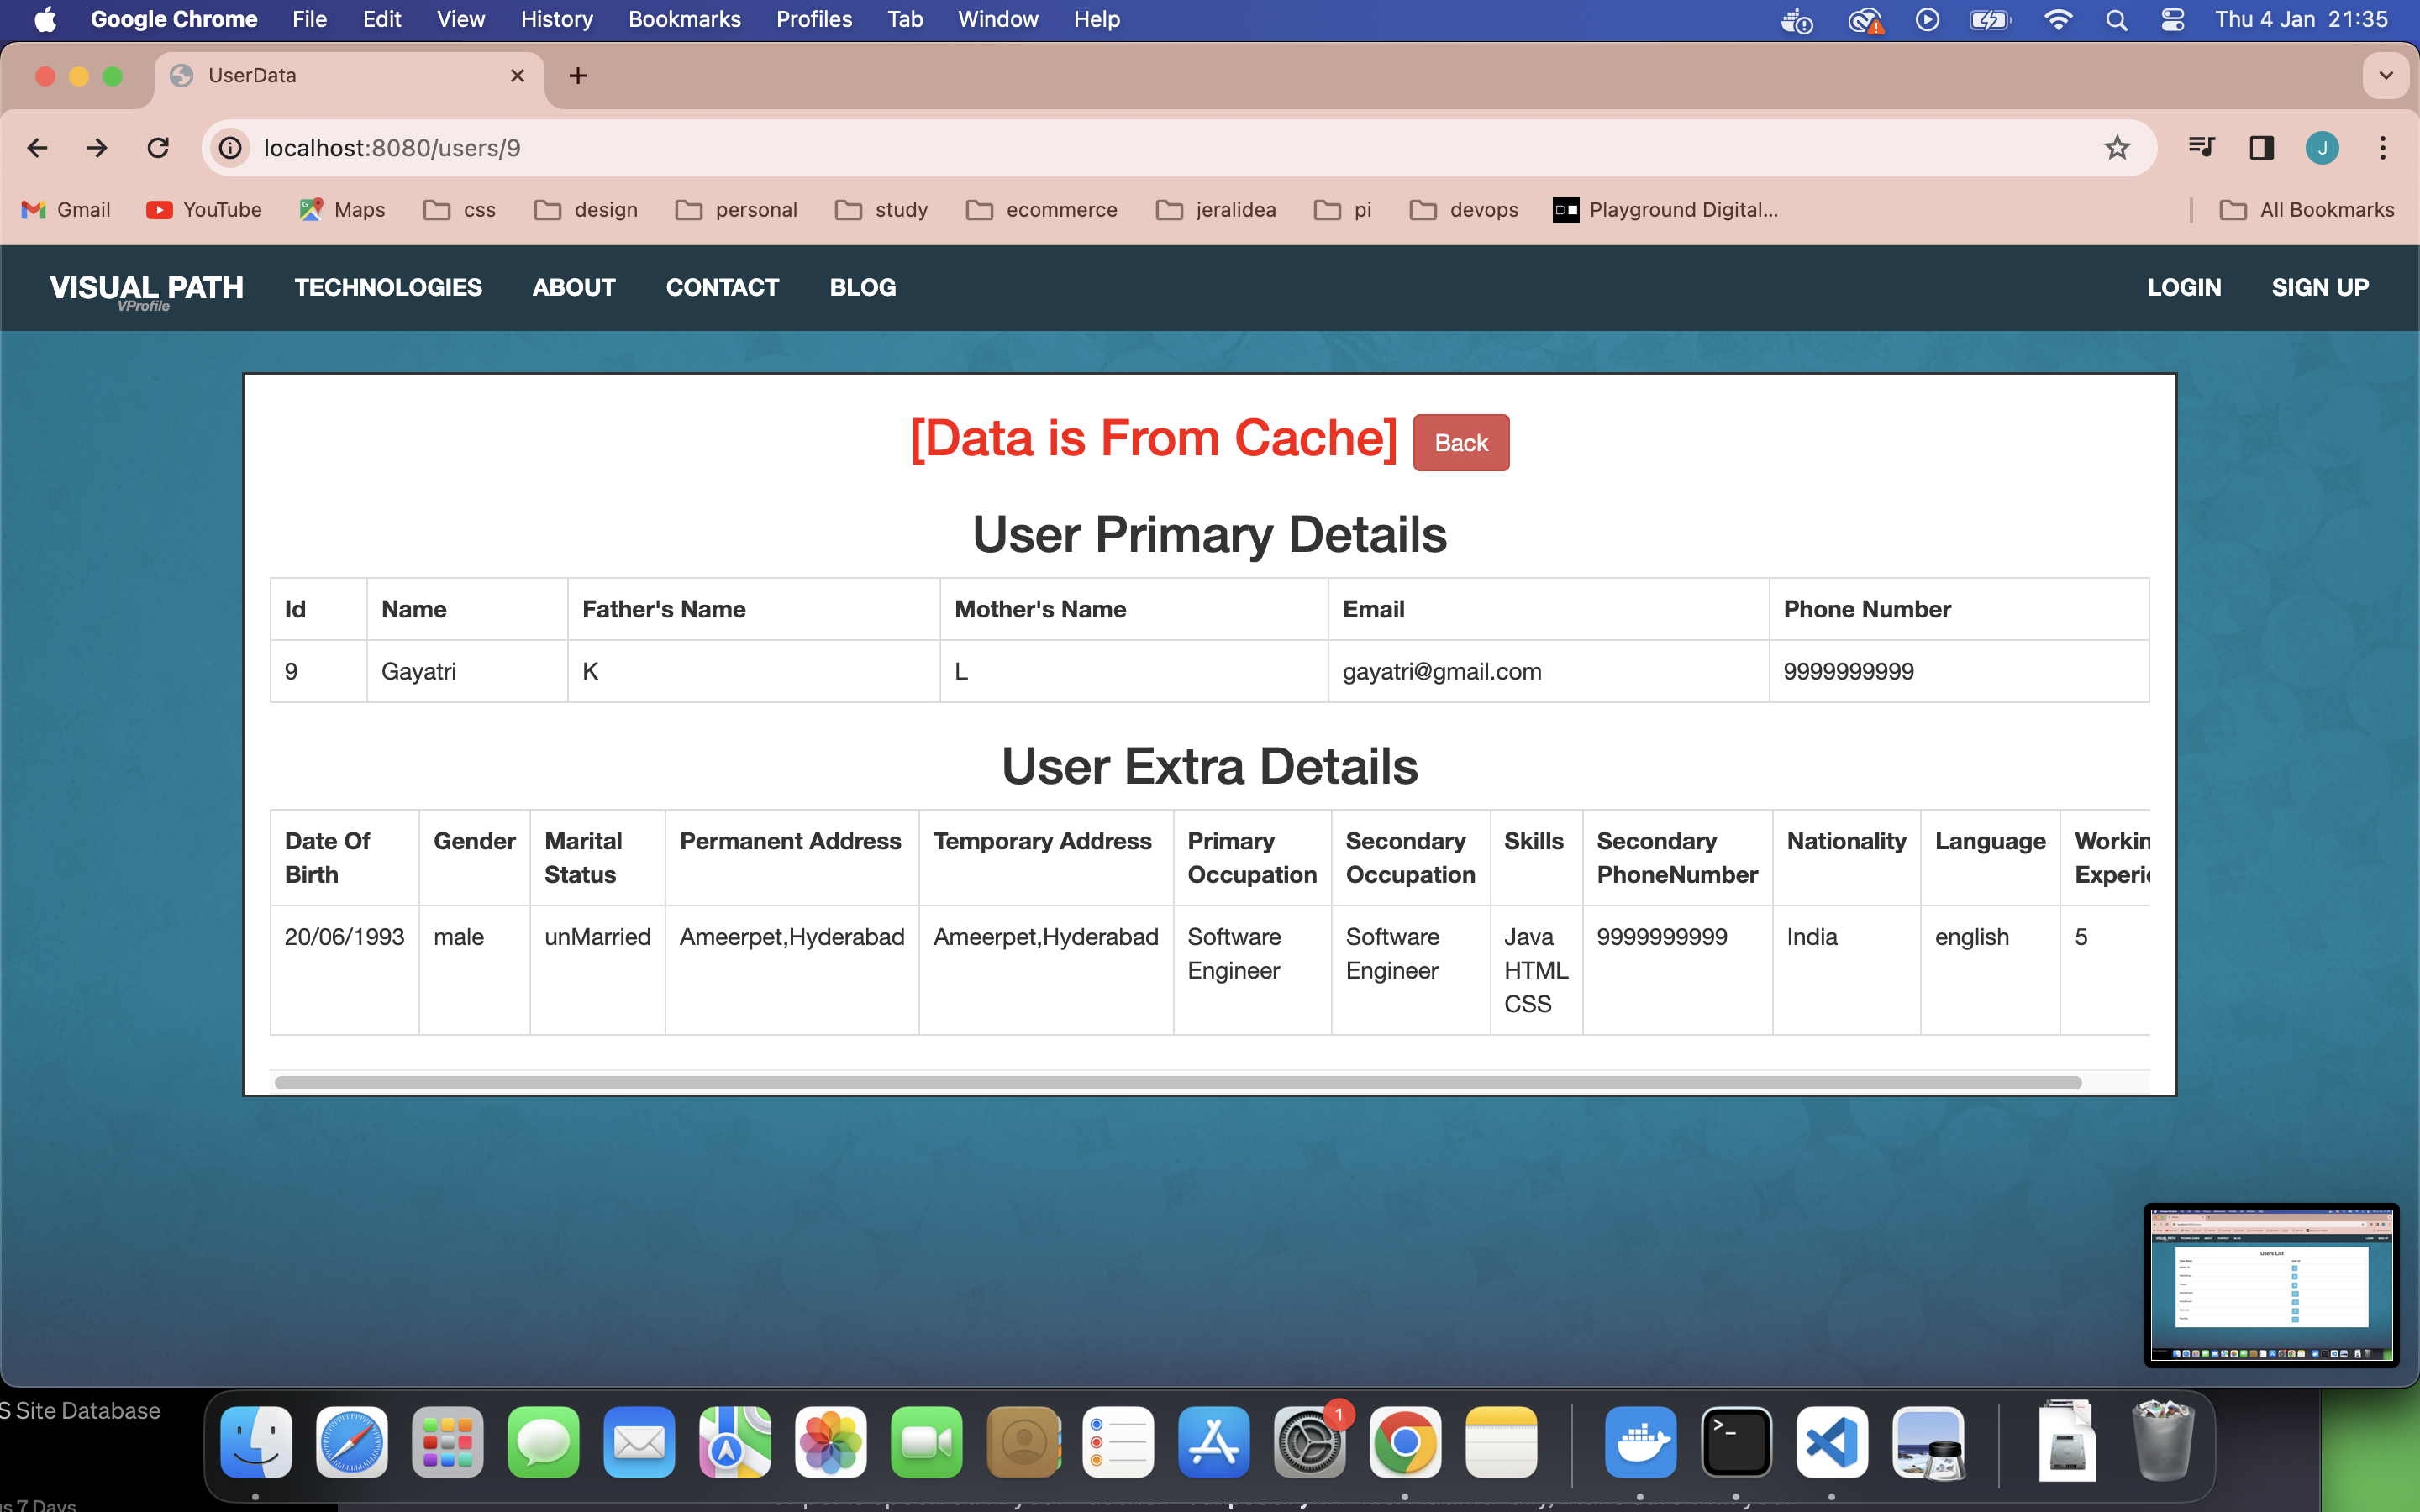 Google Chrome File Edit View History Bookmarks Profiles Tab Window Help Thu 4 Jan 21:35
UserData
localhost:8080/users/9 J
Gmail YouTube Maps css design personal study ecommerce jeralidea pi devops Playground Digital... All Bookmarks
VISUAL PATH TECHNOLOGIES ABOUT CONTACT BLOG LOGIN SIGN UP
VProfile
[Data is From Cache] Back
User Primary Details
Id Name Father's Name Mother's Name Email Phone Number
9 Gayatri K L gayatri@gmail.com 9999999999
User Extra Details
Date Of Gender Marital Permanent Address Temporary Address Primary Secondary Skills Secondary Nationality Language Workin
Birth Status Occupation Occupation PhoneNumber Experi
20/06/1993 male unMarried Ameerpet,Hyderabad Ameerpet,Hyderabad Software Software Java 9999999999 India english 5
Engineer Engineer HTML
CSS
Users List
S Site Database
1
s 7 Days